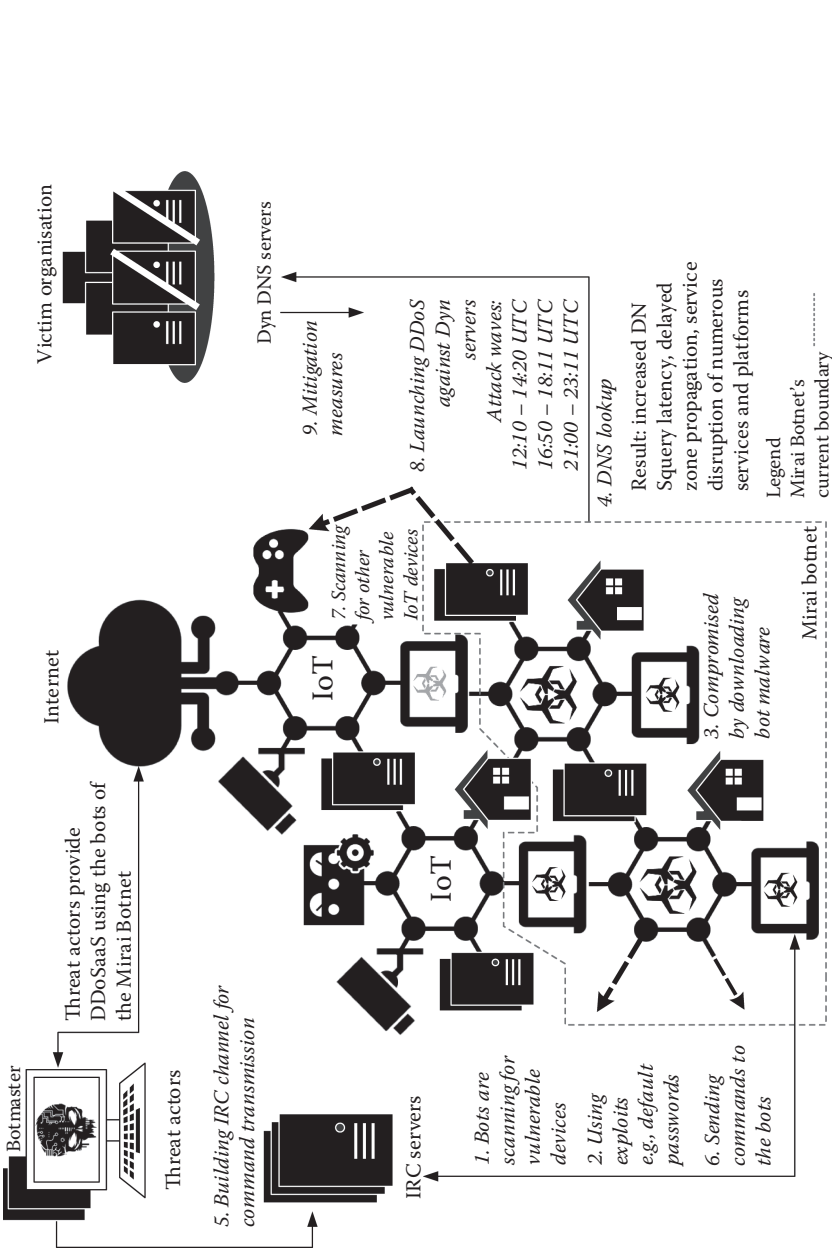 Botmaster
Threat actors
Threat actors provide
DDoSaaS using the bots of
the Mirai Botnet
5. Building IRC channel for
command transmission
IRC servers
1. Bots are
scanning for
vulnerable
devices
2. Using
exploits
e.g., default
passwords
6. Sending
commands to
the bots
Internet
IoT
IoT
7. Scanning
for other
vulnerable
IoT devices
3. Compromised
by downloading
bot malware
Mirai botnet
Victim organisation
Dyn DNS servers
9. Mitigation
measures
8. Launching DDoS
against Dyn
servers
Attack waves:
12:10 – 14:20 UTC
16:50 – 18:11 UTC
21:00 – 23:11 UTC
4. DNS lookup
Result: increased DN
Squery latency, delayed
zone propagation, service
disruption of numerous
services and platforms
Legend
Mirai Botnet's
current boundary